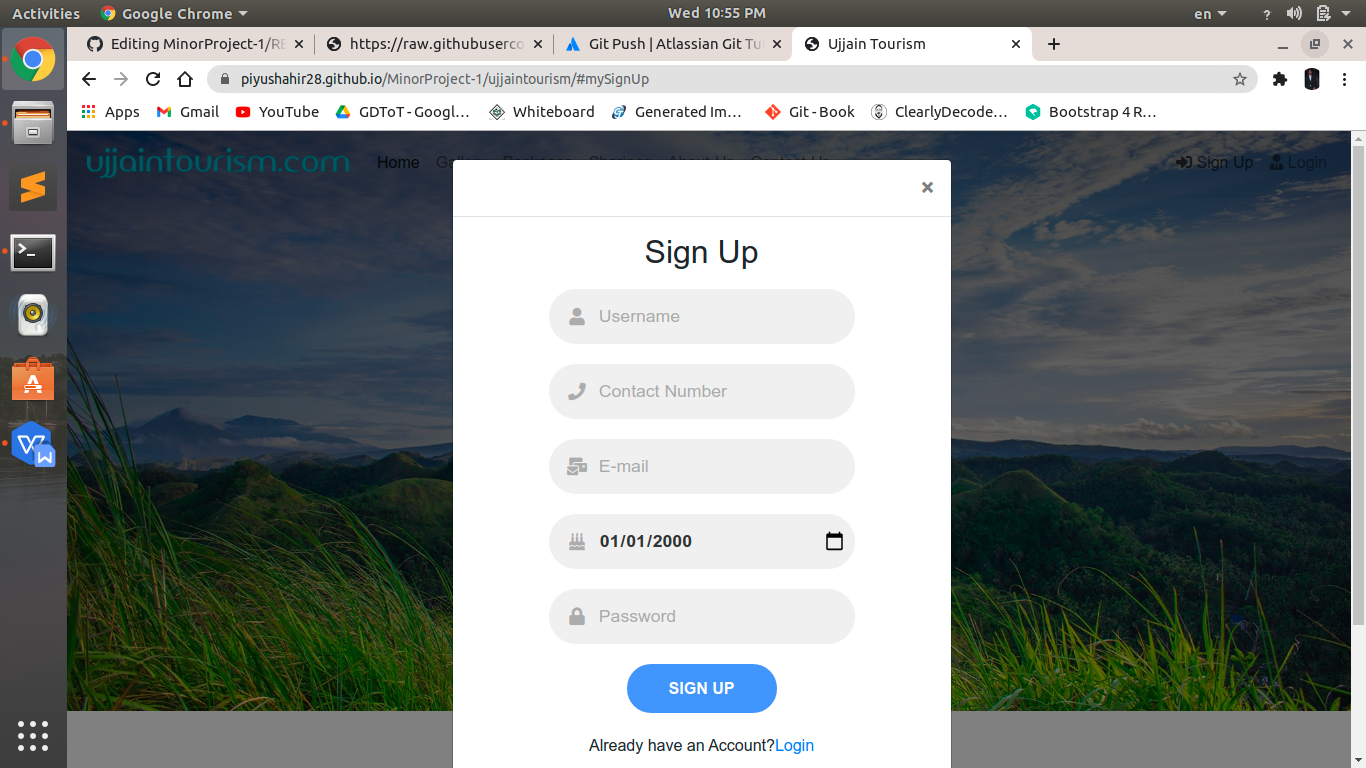 Activities Google Chrome Wed 10:55 PM en ?
Editing MinorProject-1/RE × https://raw.githubuserco × Git Push | Atlassian Git Tu × Ujjain Tourism × +
piyushahir28.github.io/MinorProject-1/ujjaintourism/#mySignUp
Apps Gmail YouTube GDToT - Googl... Whiteboard Generated Im... Git - Book ClearlyDecode... Bootstrap 4 R...
ujjaintourism.com Home Sign Up Login
×
Sign Up
Username
Contact Number
E-mail
01/01/2000
Password
SIGN UP
Already have an Account?Login